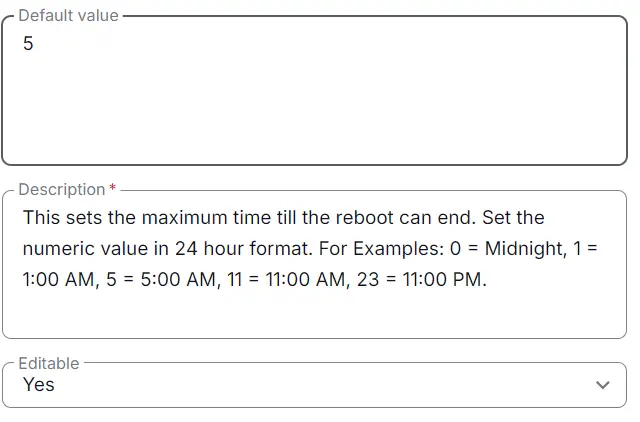 Default value
5
Description *
This sets the maximum time till the reboot can end. Set the
numeric value in 24 hour format. For Examples: 0 = Midnight, 1 =
1:00 AM, 5 = 5:00 AM, 11 = 11:00 AM, 23 = 11:00 PM.
Editable
Yes